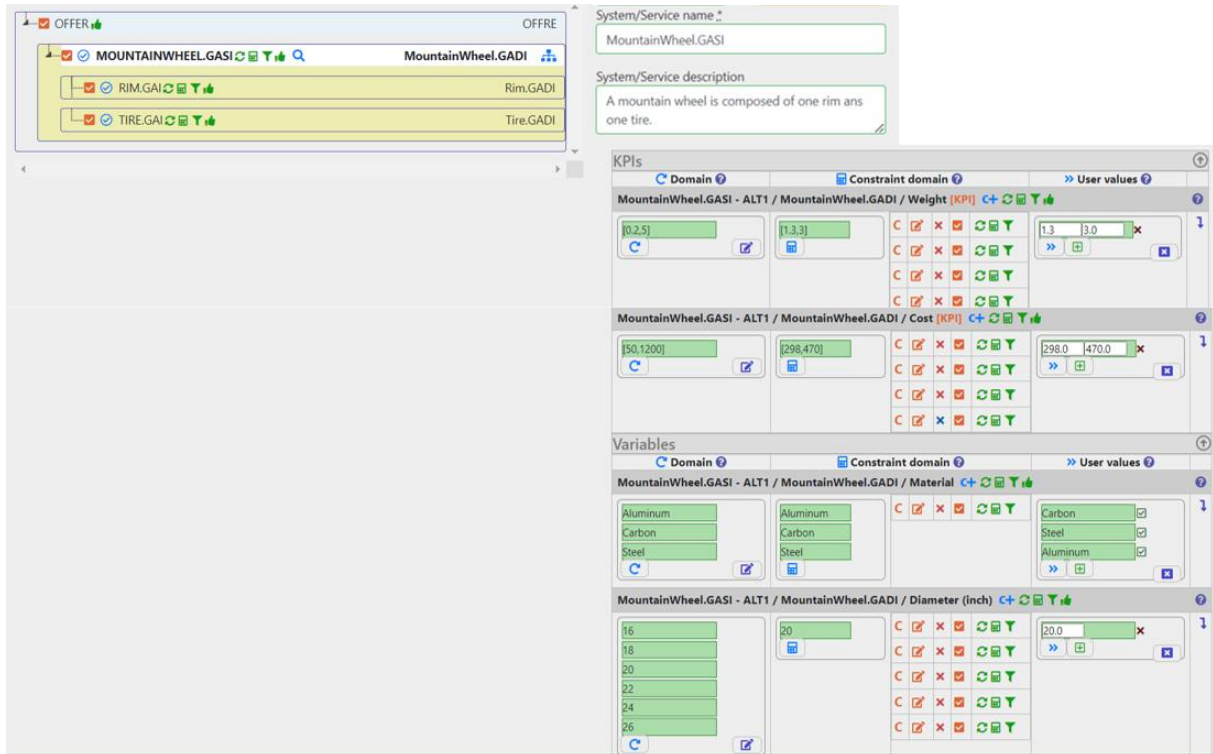 OFFER OFFRE
MOUNTAINWHEEL.GASI MountainWheel.GADI
RIM.GAI Rim.GADI
TIRE.GAI Tire.GADI
System/Service name *
MountainWheel.GASI
System/Service description
A mountain wheel is composed of one rim ans
one tire.
KPIs
Domain Constraint domain User values
MountainWheel.GASI - ALT1 / MountainWheel.GADI / Weight [KPI] C+
[0.2,5] [1.3,3] C 1.3 3.0
C
C
C
MountainWheel.GASI - ALT1 / MountainWheel.GADI / Cost [KPI] C+
[50,1200] [298,470] C 298.0 470.0
C
C
C
Variables
Domain Constraint domain User values
MountainWheel.GASI - ALT1 / MountainWheel.GADI / Material C+
Aluminum Aluminum C Carbon
Carbon Carbon Steel
Steel Steel Aluminum
MountainWheel.GASI - ALT1 / MountainWheel.GADI / Diameter (inch) C+
16 20 C 20.0
18 C
20 C
22 C
24 C
26